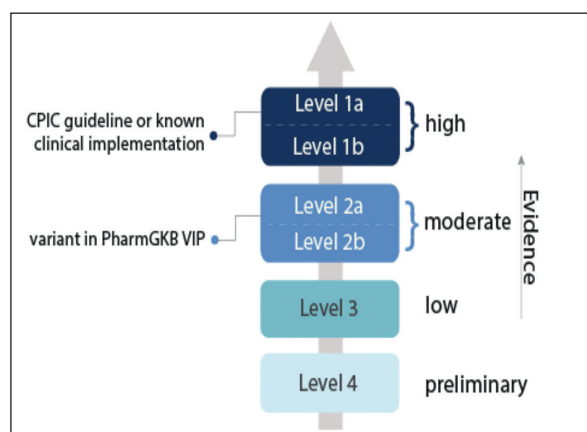 Level 1a
CPIC guideline or known
clinical implementation
high
Level 1b
Level 2a
variant in PharmGKB VIP
moderate
Level 2b
Evidence
Level 3
low
Level 4
preliminary